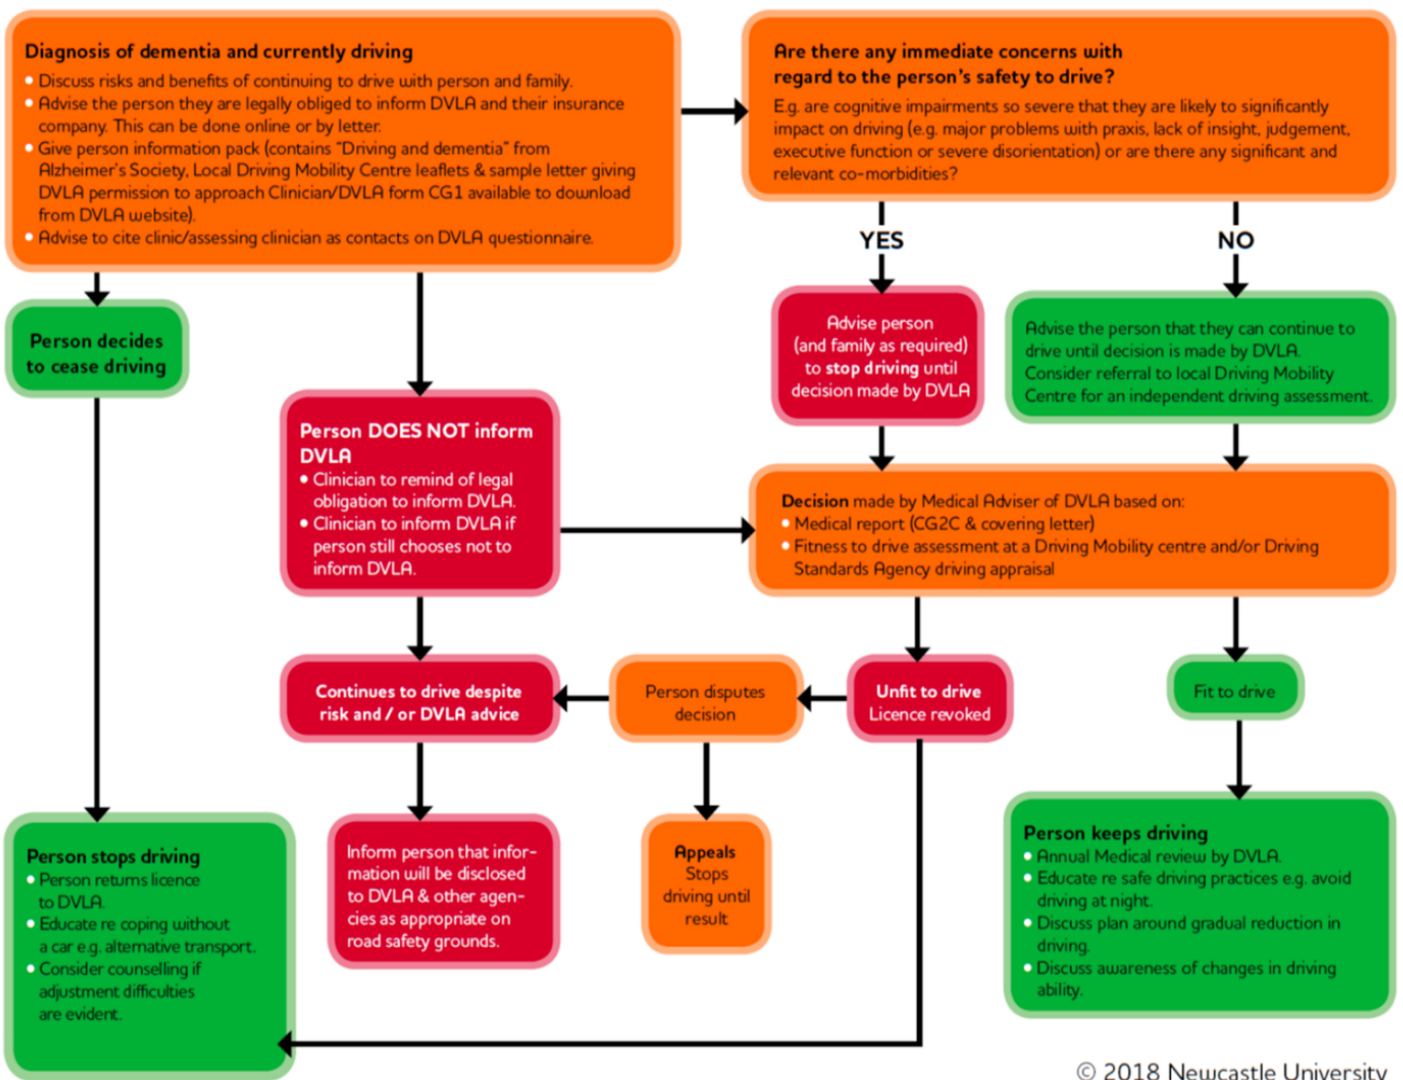 Diagnosis of dementia and currently driving
• Discuss risks and benefits of continuing to drive with person and family.
• Advise the person they are legally obliged to inform DVLA and their insurance
company. This can be done online or by letter.
• Give person information pack (contains "Driving and dementia" from
Alzheimer's Society, Local Driving Mobility Centre leaflets & sample letter giving
DVLA permission to approach Clinician/DVLA form CG1 available to download
from DVLA website).
• Advise to cite clinic/assessing clinician as contacts on DVLA questionnaire.
Are there any immediate concerns with
regard to the person's safety to drive?
E.g. are cognitive impairments so severe that they are likely to significantly
impact on driving (e.g. major problems with praxis, lack of insight, judgement,
executive function or severe disorientation) or are there any significant and
relevant co-morbidities?
YES
NO
Person decides
to cease driving
Advise person
(and family as required)
to stop driving until
decision made by DVLA
Advise the person that they can continue to
drive until decision is made by DVLA.
Consider referral to local Driving Mobility
Centre for an independent driving assessment.
Person DOES NOT inform
DVLA
• Clinician to remind of legal
obligation to inform DVLA.
• Clinician to inform DVLA if
person still chooses not to
inform DVLA.
Decision made by Medical Adviser of DVLA based on:
• Medical report (CG2C & covering letter)
• Fitness to drive assessment at a Driving Mobility centre and/or Driving
Standards Agency driving appraisal
Continues to drive despite
risk and / or DVLA advice
Person disputes
decision
Unfit to drive
Licence revoked
Fit to drive
Person stops driving
• Person returns licence
to DVLA.
• Educate re coping without
a car e.g. alternative transport.
• Consider counselling if
adjustment difficulties
are evident.
Inform person that infor-
mation will be disclosed
to DVLA & other agen-
cies as appropriate on
road safety grounds.
Appeals
Stops
driving until
result
Person keeps driving
• Annual Medical review by DVLA.
• Educate re safe driving practices e.g. avoid
driving at night.
• Discuss plan around gradual reduction in
driving.
• Discuss awareness of changes in driving
ability.
© 2018 Newcastle University